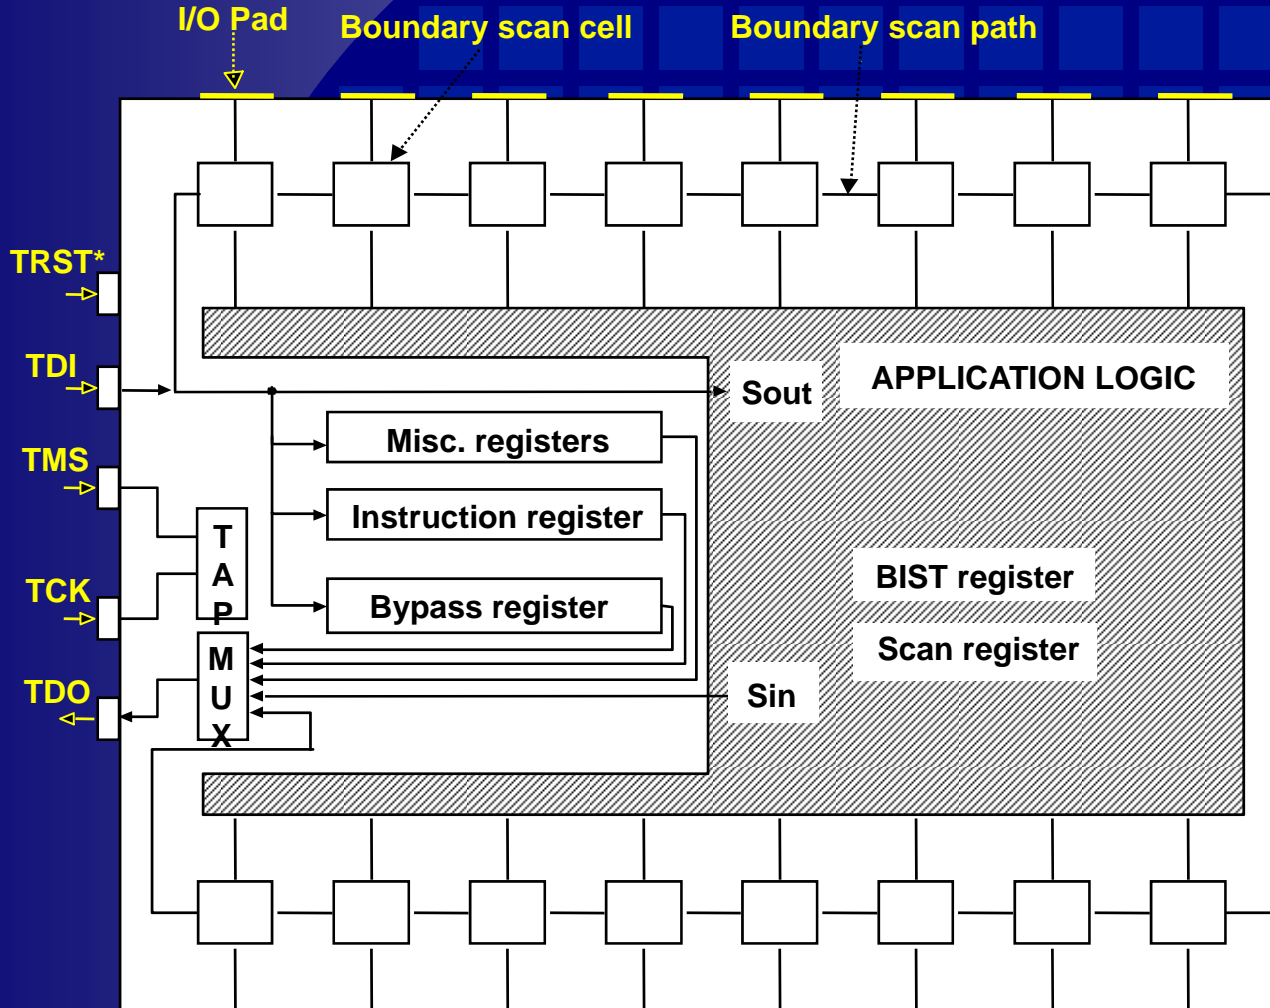 I/O Pad
Boundary scan cell
Boundary scan path
TRST*
TDI
Sout
APPLICATION LOGIC
Misc. registers
TMS
Instruction register
T
A
P
BIST register
TCK
Bypass register
Scan register
M
U
X
TDO
Sin